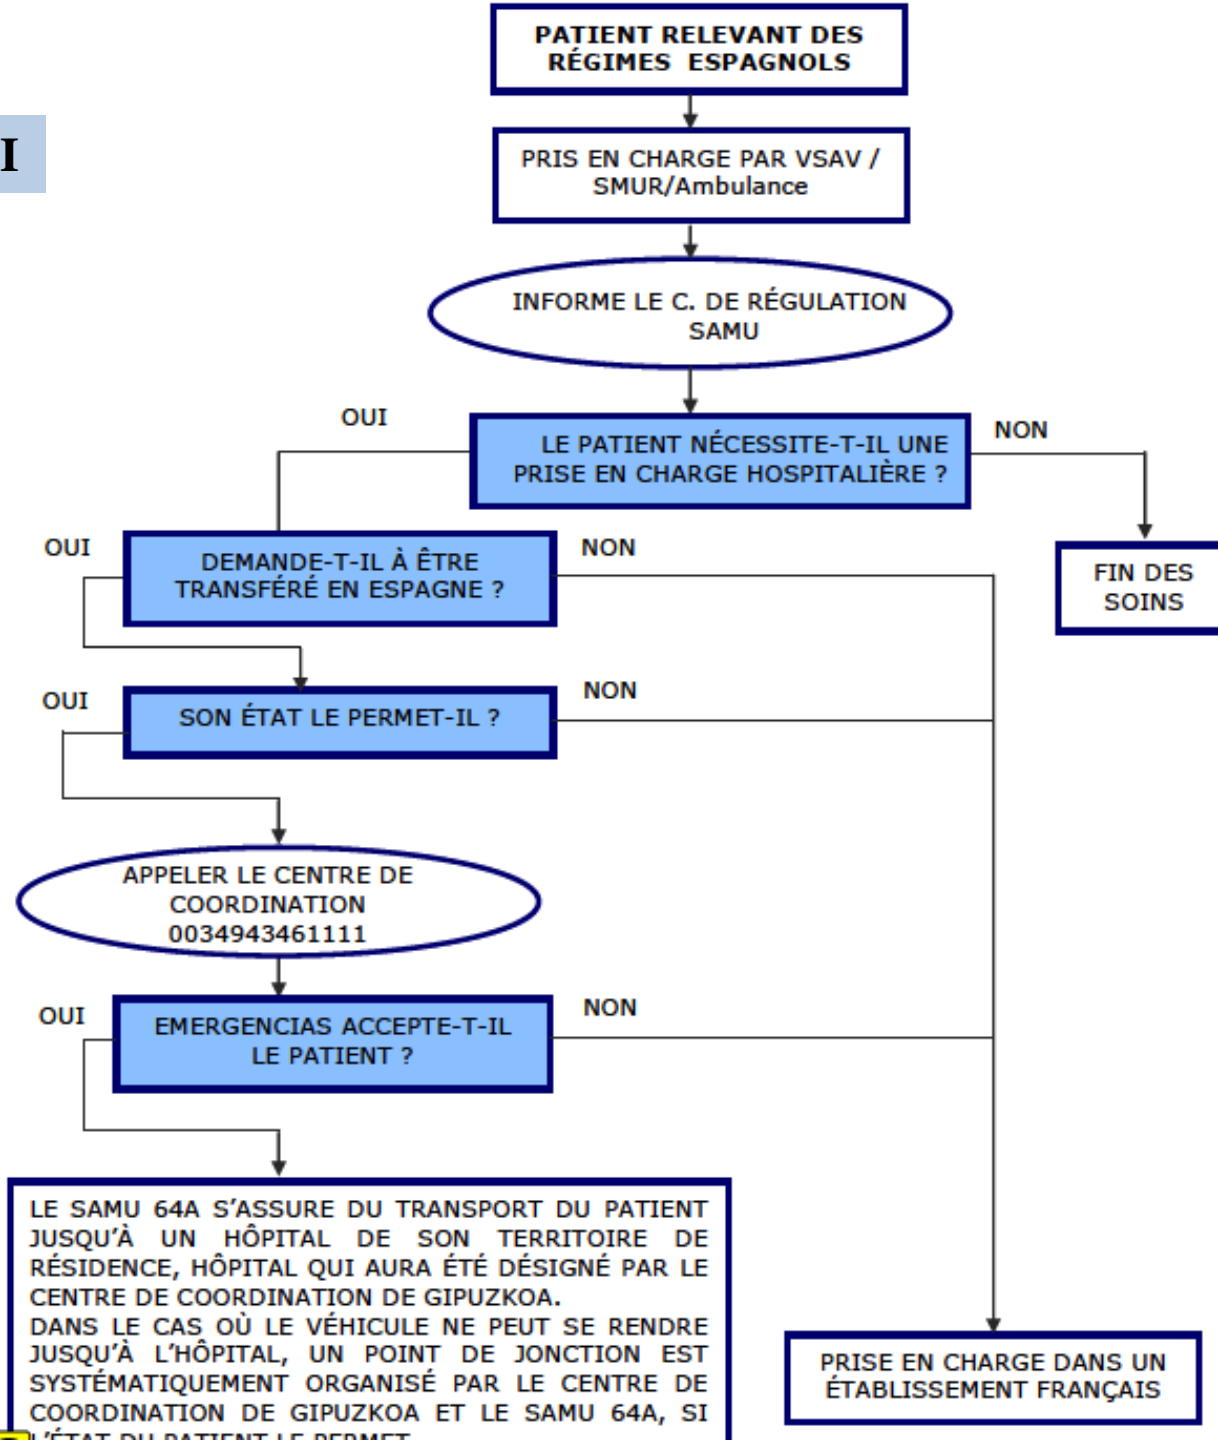 PATIENT RELEVANT DES
RÉGIMES ESPAGNOLS
I
PRIS EN CHARGE PAR VSAV /
SMUR/Ambulance
INFORME LE C. DE RÉGULATION
SAMU
OUI
NON
LE PATIENT NÉCESSITE-T-IL UNE
PRISE EN CHARGE HOSPITALIÈRE ?
OUI
NON
DEMANDE-T-IL À ÊTRE
TRANSFÉRÉ EN ESPAGNE ?
FIN DES
SOINS
OUI
NON
SON ÉTAT LE PERMET-IL ?
APPELER LE CENTRE DE
COORDINATION
0034943461111
OUI
NON
EMERGENCIAS ACCEPTE-T-IL
LE PATIENT ?
LE SAMU 64A S'ASSURE DU TRANSPORT DU PATIENT
JUSQU'À UN HÔPITAL DE SON TERRITOIRE DE
RÉSIDENCE, HÔPITAL QUI AURA ÉTÉ DÉSIGNÉ PAR LE
CENTRE DE COORDINATION DE GIPUZKOA.
DANS LE CAS OÙ LE VÉHICULE NE PEUT SE RENDRE
JUSQU'À L'HÔPITAL, UN POINT DE JONCTION EST
SYSTÉMATIQUEMENT ORGANISÉ PAR LE CENTRE DE
COORDINATION DE GIPUZKOA ET LE SAMU 64A, SI
L'ÉTAT DU PATIENT LE PERMET.
PRISE EN CHARGE DANS UN
ÉTABLISSEMENT FRANÇAIS